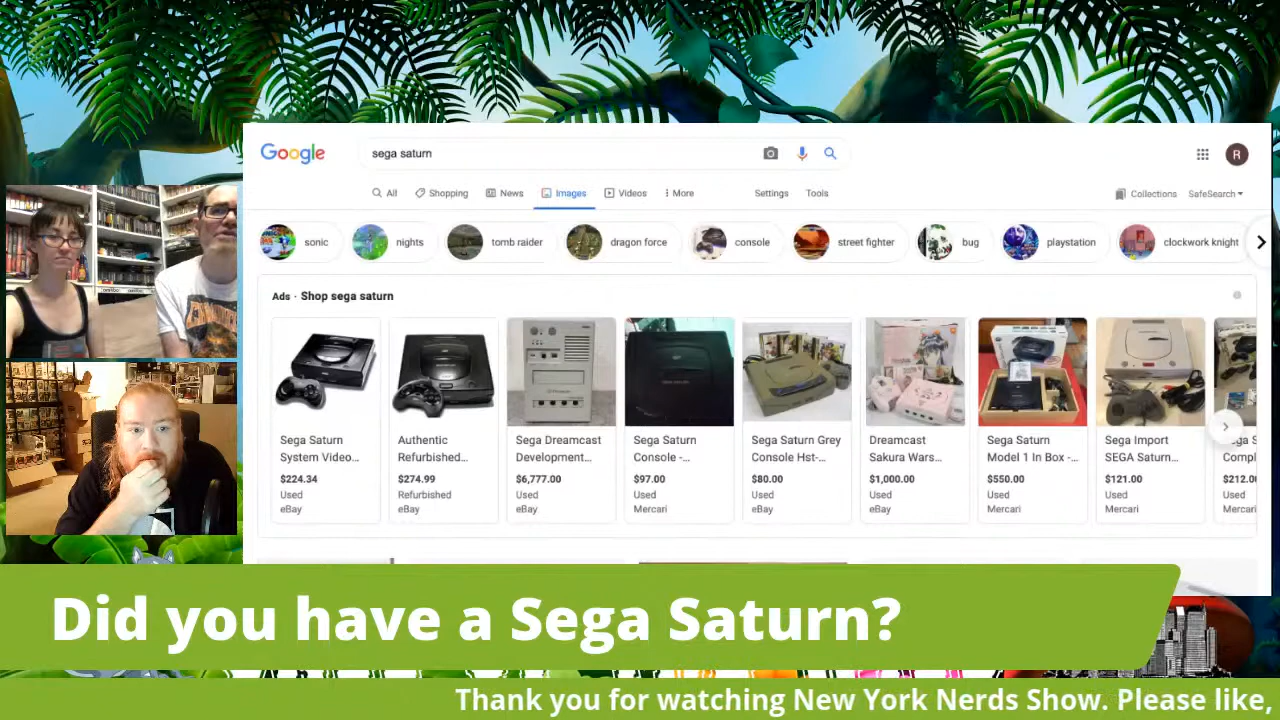 Google
sega saturn
All Shopping News Images Videos More Settings Tools Collections SafeSearch
R
sonic nights tomb raider dragon force console street fighter bug playstation clockwork knight
Ads · Shop sega saturn
Sega Saturn System Video...
$224.34
Used
eBay
Authentic Refurbished...
$274.99
Refurbished
eBay
Sega Dreamcast Development...
$6,777.00
Used
eBay
Sega Saturn Console -...
$97.00
Used
Mercari
Sega Saturn Grey Console Hst-...
$80.00
Used
eBay
Dreamcast Sakura Wars...
$1,000.00
Used
eBay
Sega Saturn Model 1 In Box -...
$550.00
Used
Mercari
Sega Import SEGA Saturn...
$121.00
Used
Mercari
Sega S
Compl
$212.0
Used
Mercari
Did you have a Sega Saturn?
Thank you for watching New York Nerds Show. Please like,